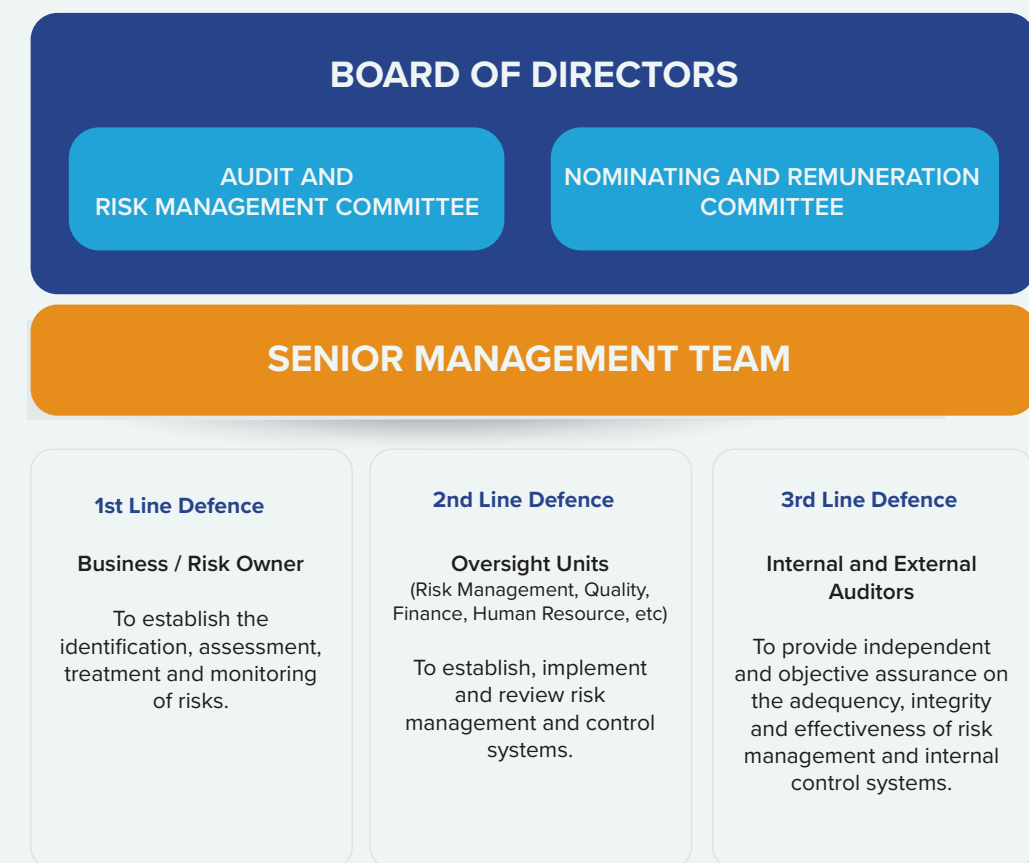 BOARD OF DIRECTORS
AUDIT AND
RISK MANAGEMENT COMMITTEE
NOMINATING AND REMUNERATION
COMMITTEE
SENIOR MANAGEMENT TEAM
1st Line Defence
Business / Risk Owner
To establish the
identification, assessment,
treatment and monitoring
of risks.
2nd Line Defence
Oversight Units
(Risk Management, Quality,
Finance, Human Resource, etc)
To establish, implement
and review risk
management and control
systems.
3rd Line Defence
Internal and External
Auditors
To provide independent
and objective assurance on
the adequency, integrity
and effectiveness of risk
management and internal
control systems.